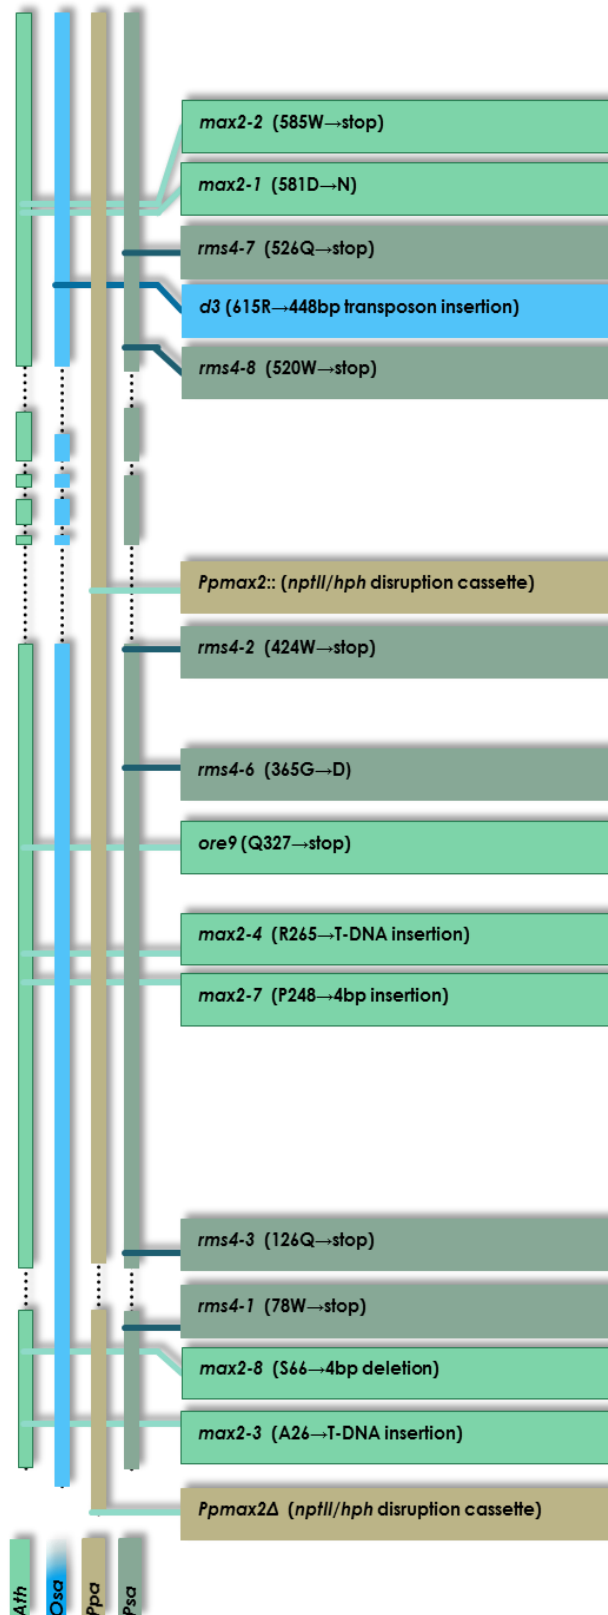 max2-2 (585W→stop)
max2-1 (581D→N)
rms4-7 (526Q→stop)
d3 (615R→448bp transposon insertion)
rms4-8 (520W→stop)
Ppmax2:: (nptII/hph disruption cassette)
rms4-2 (424W→stop)
rms4-6 (365G→D)
ore9 (Q327→stop)
max2-4 (R265→T-DNA insertion)
max2-7 (P248→4bp insertion)
rms4-3 (126Q→stop)
rms4-1 (78W→stop)
max2-8 (S66→4bp deletion)
max2-3 (A26→T-DNA insertion)
Ppmax2Δ (nptII/hph disruption cassette)
Ath
Osa
Ppa
Psa